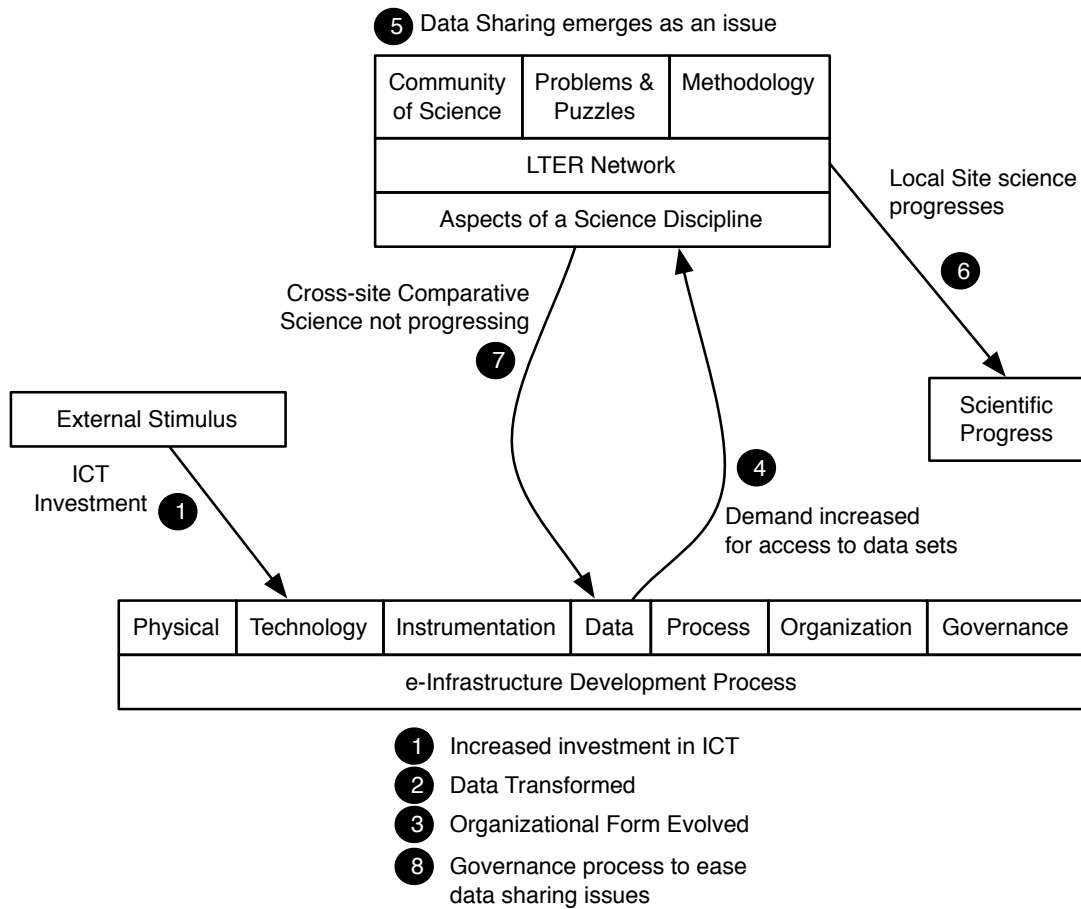 5 Data Sharing emerges as an issue
Community
of Science
Problems &
Puzzles
Methodology
LTER Network
Aspects of a Science Discipline
Local Site science
progresses
6
Cross-site Comparative
Science not progressing
7
External Stimulus
Scientific
Progress
ICT
Investment
1
4
Demand increased
for access to data sets
Physical
Technology
Instrumentation
Data
Process
Organization
Governance
e-Infrastructure Development Process
1 Increased investment in ICT
2 Data Transformed
3 Organizational Form Evolved
8 Governance process to ease
data sharing issues